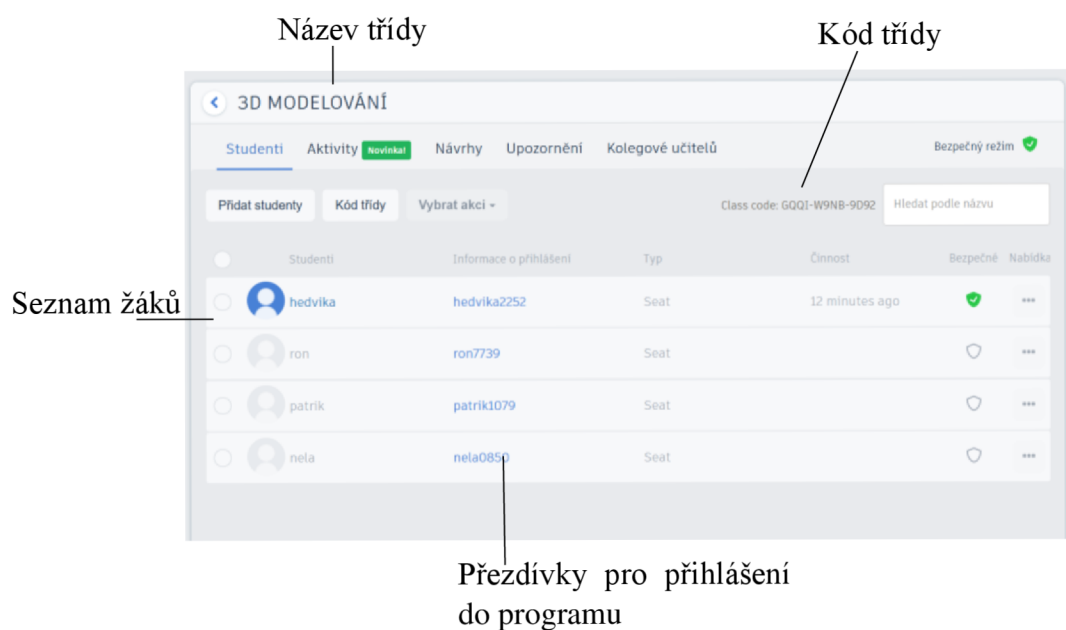 Název třídy
Kód třídy
3D MODELOVÁNÍ
Studenti Aktivity Novinka! Návrhy Upozornění Kolegové učitelů Bezpečný režim
Přidat studenty Kód třídy Vybrat akci Class code: GQQI-W9NB-9D92 Hledat podle názvu
Studenti Informace o přihlášení Typ Činnost Bezpečné Nabídka
Seznam žáků
hedvika hedvika2252 Seat 12 minutes ago
ron ron7739 Seat
patrik patrik1079 Seat
nela nela0850 Seat
Přezdívky pro přihlášení
do programu